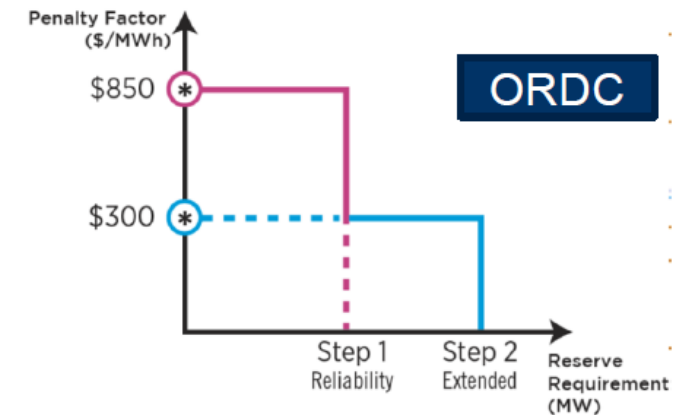 Penalty Factor
($/MWh)
$850 *
ORDC
$300 *
Step 1
Reliability
Step 2
Extended
Reserve
Requirement
(MW)